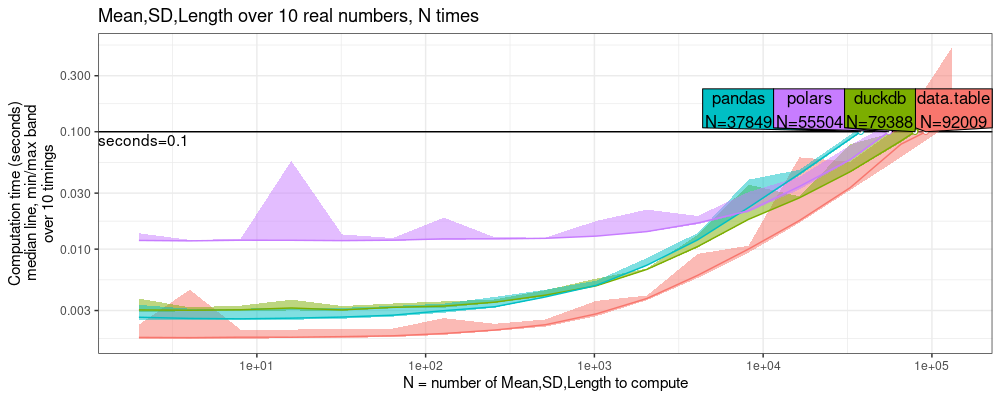 Mean,SD,Length over 10 real numbers, N times
Computation time (seconds)
median line, min/max band
over 10 timings
0.300
0.100
0.030
0.010
0.003
pandas
N=37849
polars
N=55504
duckdb
N=79388
data.table
N=92009
seconds=0.1
1e+01
1e+02
1e+03
1e+04
1e+05
N = number of Mean,SD,Length to compute